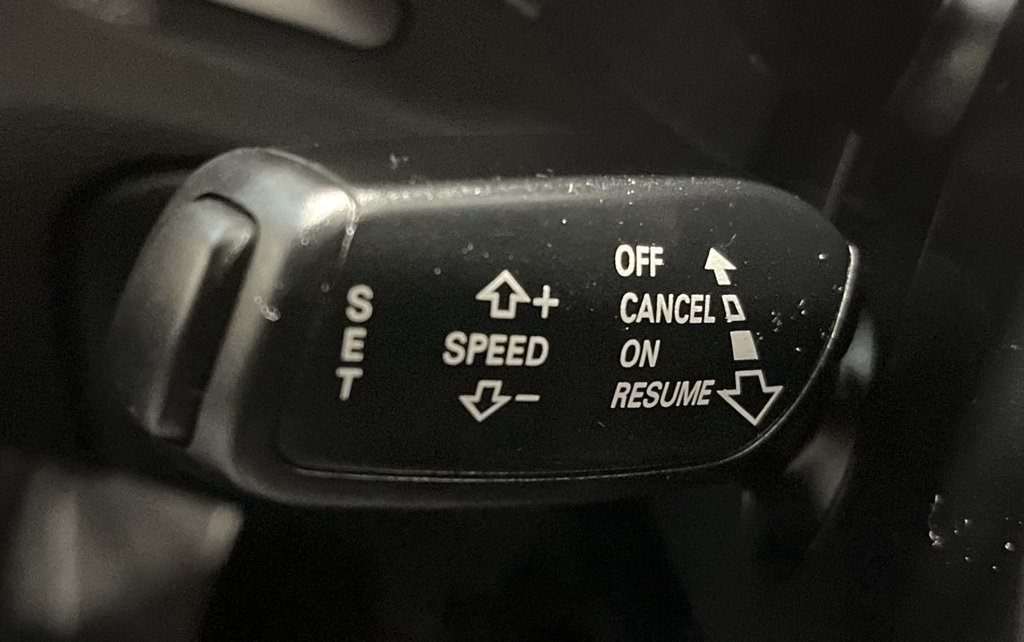 SET
+
SPEED
-
OFF
CANCEL
ON
RESUME